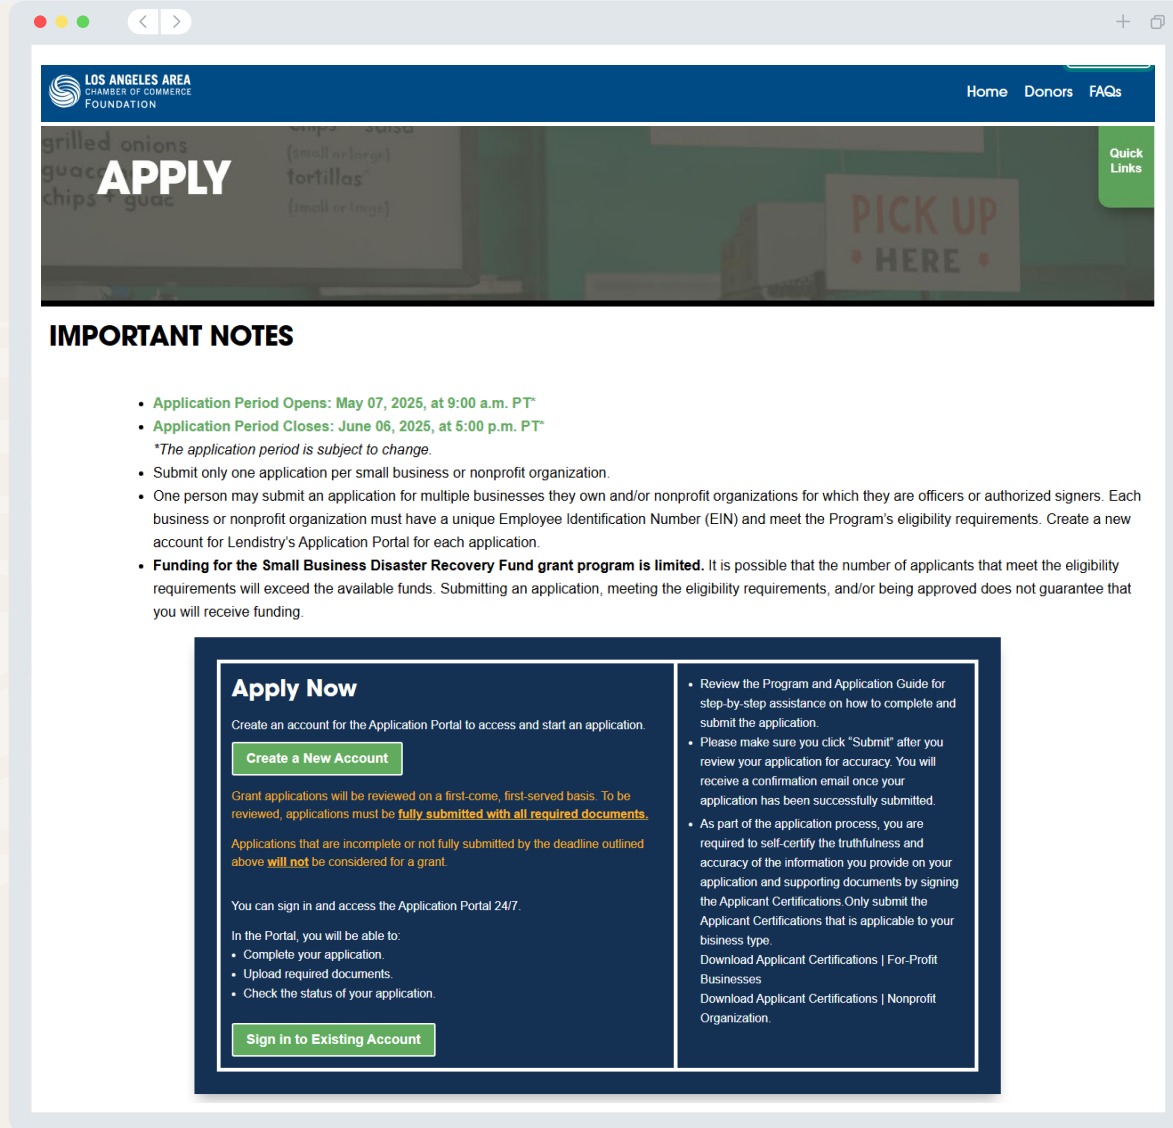 LOS ANGELES AREA
CHAMBER OF COMMERCE
FOUNDATION
Home Donors FAQs
grilled onions
chips + guac
chips salsa
(small or large)
tortillas
(small or large)
APPLY
PICK UP
HERE
Quick
Links
IMPORTANT NOTES
• Application Period Opens: May 07, 2025, at 9:00 a.m. PT*
• Application Period Closes: June 06, 2025, at 5:00 p.m. PT*
*The application period is subject to change.
• Submit only one application per small business or nonprofit organization.
• One person may submit an application for multiple businesses they own and/or nonprofit organizations for which they are officers or authorized signers. Each
business or nonprofit organization must have a unique Employee Identification Number (EIN) and meet the Program's eligibility requirements. Create a new
account for Lendistry's Application Portal for each application.
• Funding for the Small Business Disaster Recovery Fund grant program is limited. It is possible that the number of applicants that meet the eligibility
requirements will exceed the available funds. Submitting an application, meeting the eligibility requirements, and/or being approved does not guarantee that
you will receive funding.
Apply Now
Create an account for the Application Portal to access and start an application.
Create a New Account
Grant applications will be reviewed on a first-come, first-served basis. To be
reviewed, applications must be fully submitted with all required documents.
Applications that are incomplete or not fully submitted by the deadline outlined
above will not be considered for a grant.
You can sign in and access the Application Portal 24/7.
In the Portal, you will be able to:
• Complete your application.
• Upload required documents.
• Check the status of your application.
Sign in to Existing Account
• Review the Program and Application Guide for
step-by-step assistance on how to complete and
submit the application.
• Please make sure you click "Submit" after you
review your application for accuracy. You will
receive a confirmation email once your
application has been successfully submitted.
• As part of the application process, you are
required to self-certify the truthfulness and
accuracy of the information you provide on your
application and supporting documents by signing
the Applicant Certifications.Only submit the
Applicant Certifications that is applicable to your
bisiness type.
Download Applicant Certifications | For-Profit
Businesses
Download Applicant Certifications | Nonprofit
Organization.